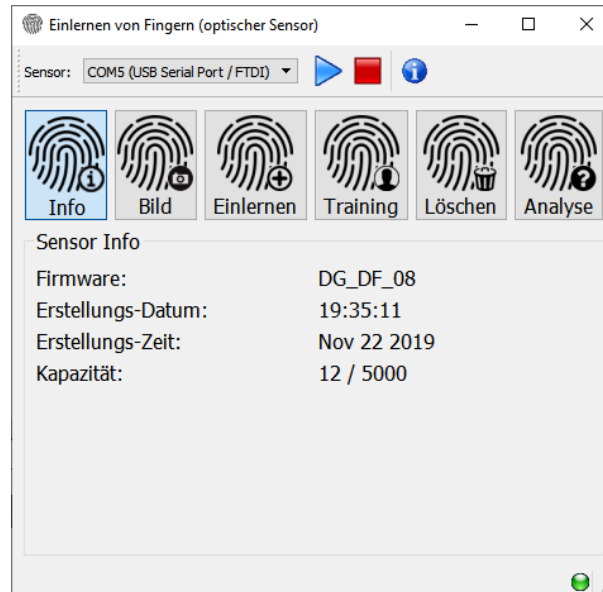 Einlernen von Fingern (optischer Sensor)
Sensor: COM5 (USB Serial Port / FTDI)
Info Bild Einlernen Training Löschen Analyse
Sensor Info
Firmware: DG_DF_08
Erstellungs-Datum: 19:35:11
Erstellungs-Zeit: Nov 22 2019
Kapazität: 12 / 5000